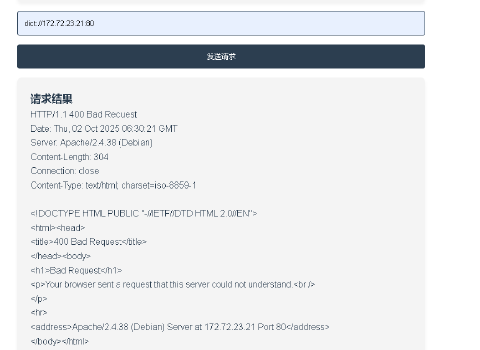 dict://172.72.23.21:80
发送请求
请求结果
HTTP/1.1 400 Bad Request
Date: Thu, 02 Oct 2025 06:30:21 GMT
Server: Apache/2.4.38 (Debian)
Content-Length: 304
Connection: close
Content-Type: text/html; charset=iso-8859-1
<!DOCTYPE HTML PUBLIC "-//IETF//DTD HTML 2.0//EN">
<html><head>
<title>400 Bad Request</title>
</head><body>
<h1>Bad Request</h1>
<p>Your browser sent a request that this server could not understand.<br />
</p>
<hr>
<address>Apache/2.4.38 (Debian) Server at 172.72.23.21 Port 80</address>
</body></html>